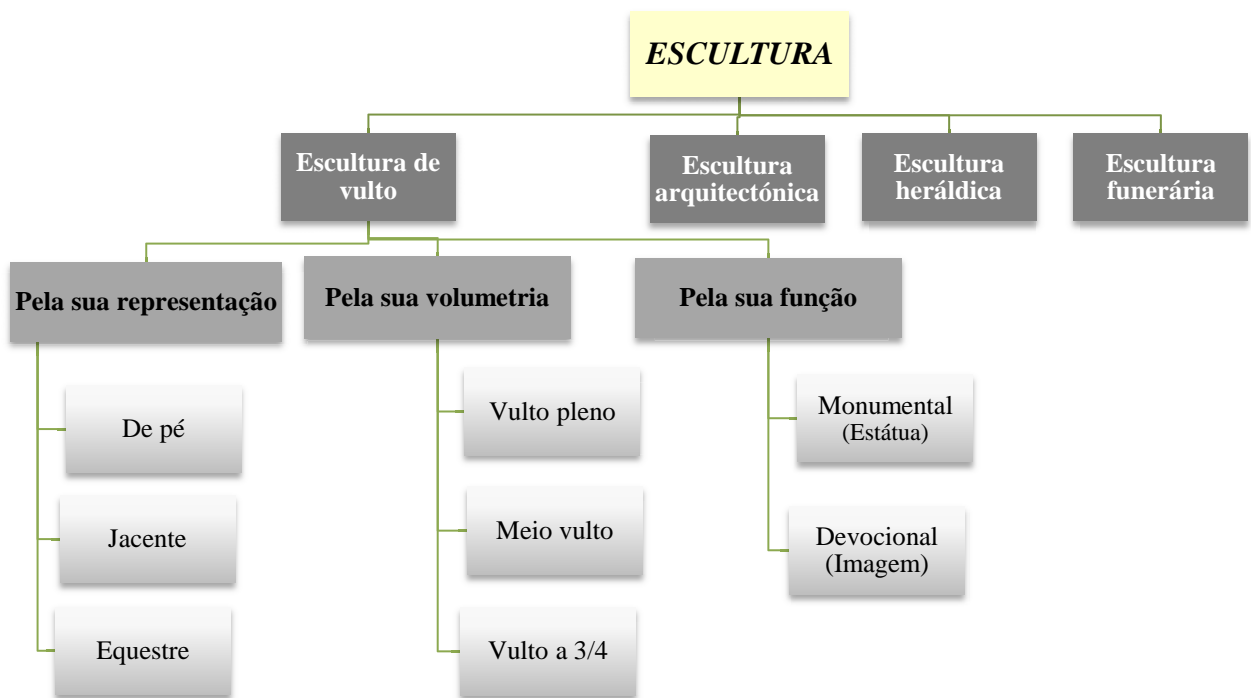 ESCULTURA
Escultura de
vulto
Escultura
arquitectónica
Escultura
heráldica
Escultura
funerária
Pela sua representação
Pela sua volumetria
Pela sua função
De pé
Jacente
Equestre
Vulto pleno
Meio vulto
Vulto a 3/4
Monumental
(Estátua)
Devocional
(Imagem)